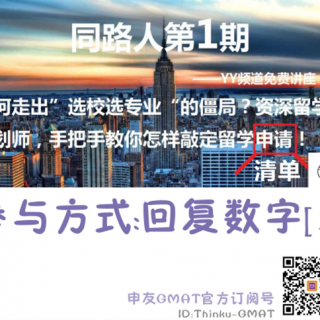 同路人第1期
YY频道免费讲座
何走出”选校选专业“的僵局？资深留学
划师，手把手教你怎样敲定留学申请！
清单
参与方式:回复数字[
申友GMAT官方订阅号
ID:Thinku-GMAT